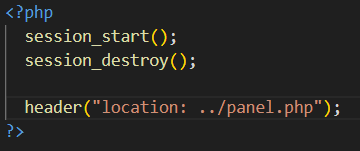 <?php
session_start();
session_destroy();
header("location: ../panel.php");
?>